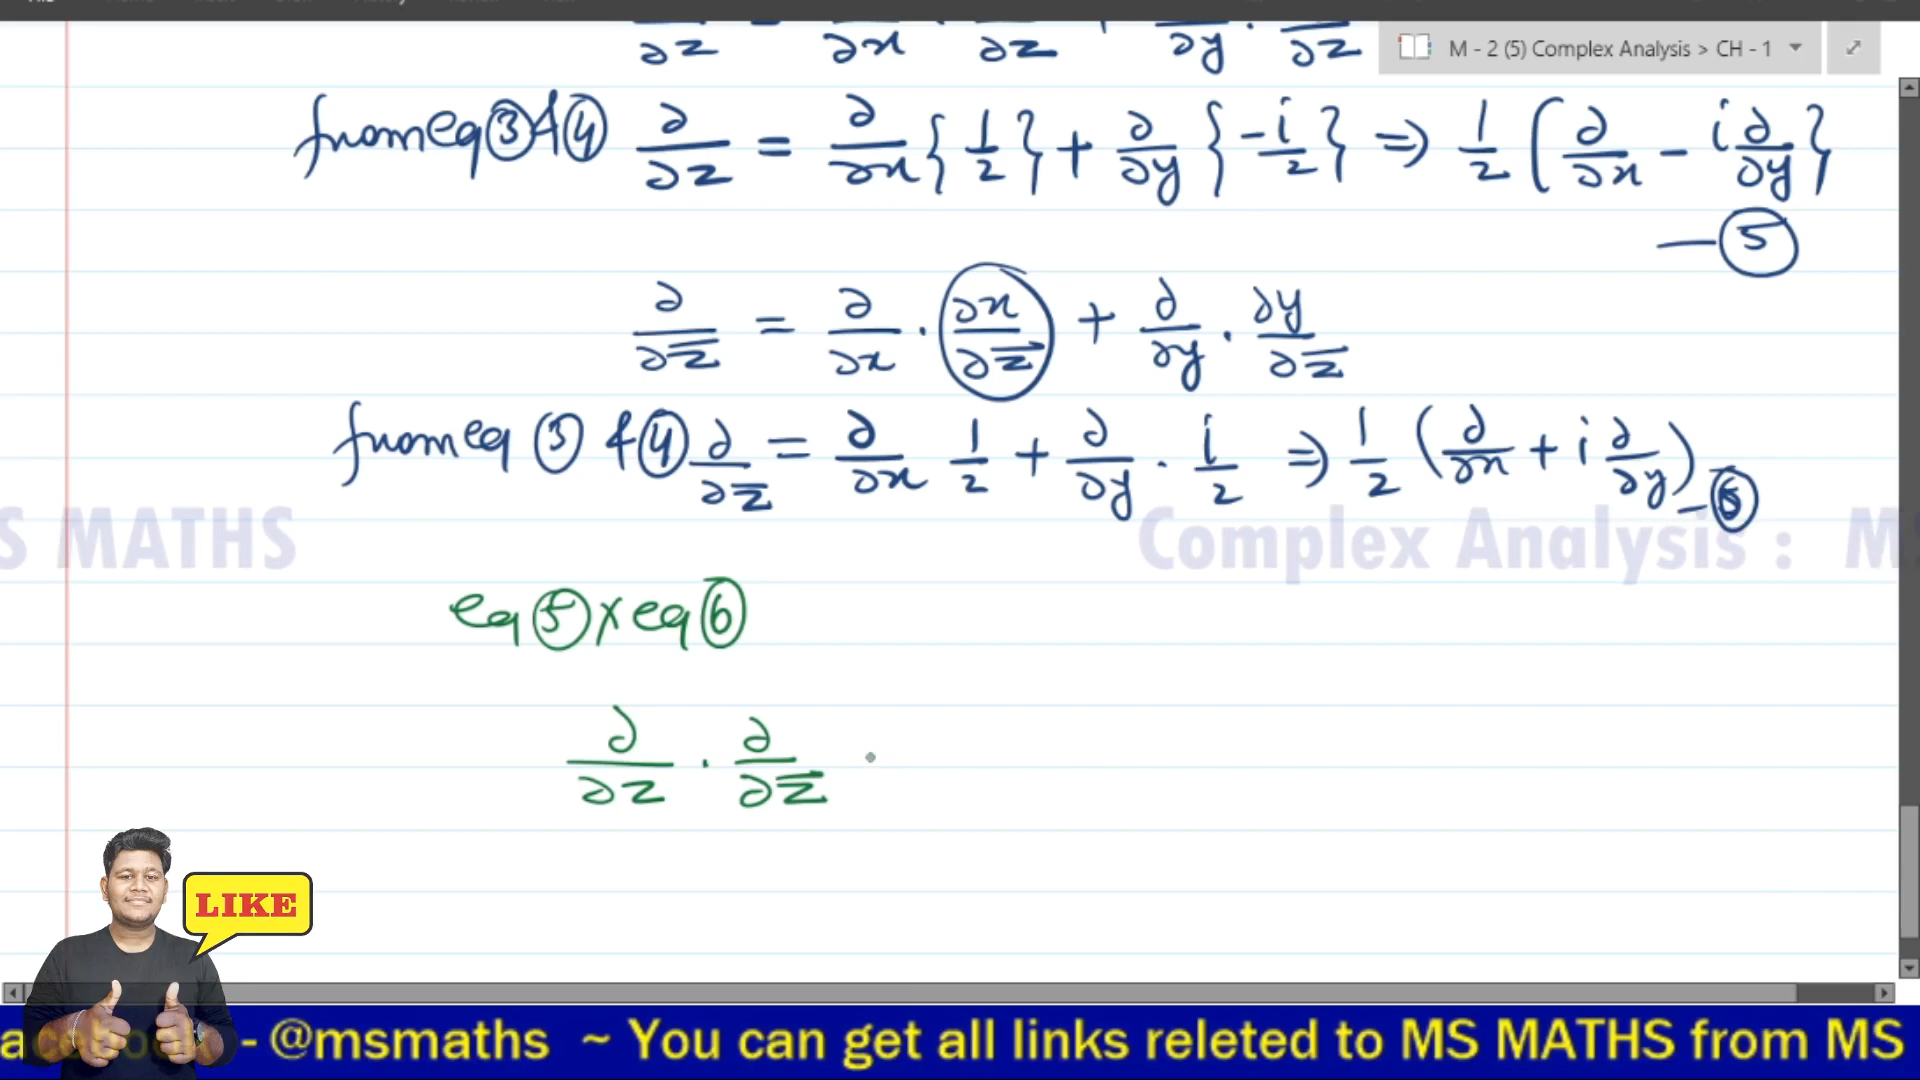 ∂z ∂x ∂z ∂y ∂z̄
M - 2 (5) Complex Analysis > CH - 1
from eq ③ & ④ ∂/∂z = ∂/∂x {1/2} + ∂/∂y {-i/2} ⇒ 1/2 (∂/∂x - i∂/∂y}
— ⑤
∂/∂z̄ = ∂/∂x · ∂x/∂z̄ + ∂/∂y · ∂y/∂z̄
from eq ③ & ④ ∂/∂z̄ = ∂/∂x 1/2 + ∂/∂y · i/2 ⇒ 1/2 (∂/∂x + i ∂/∂y) - ⑥
S MATHS Complex Analysis : MS
eq ⑤ × eq ⑥
∂/∂z · ∂/∂z̄
LIKE
acebook - @msmaths ~ You can get all links releted to MS MATHS from MS